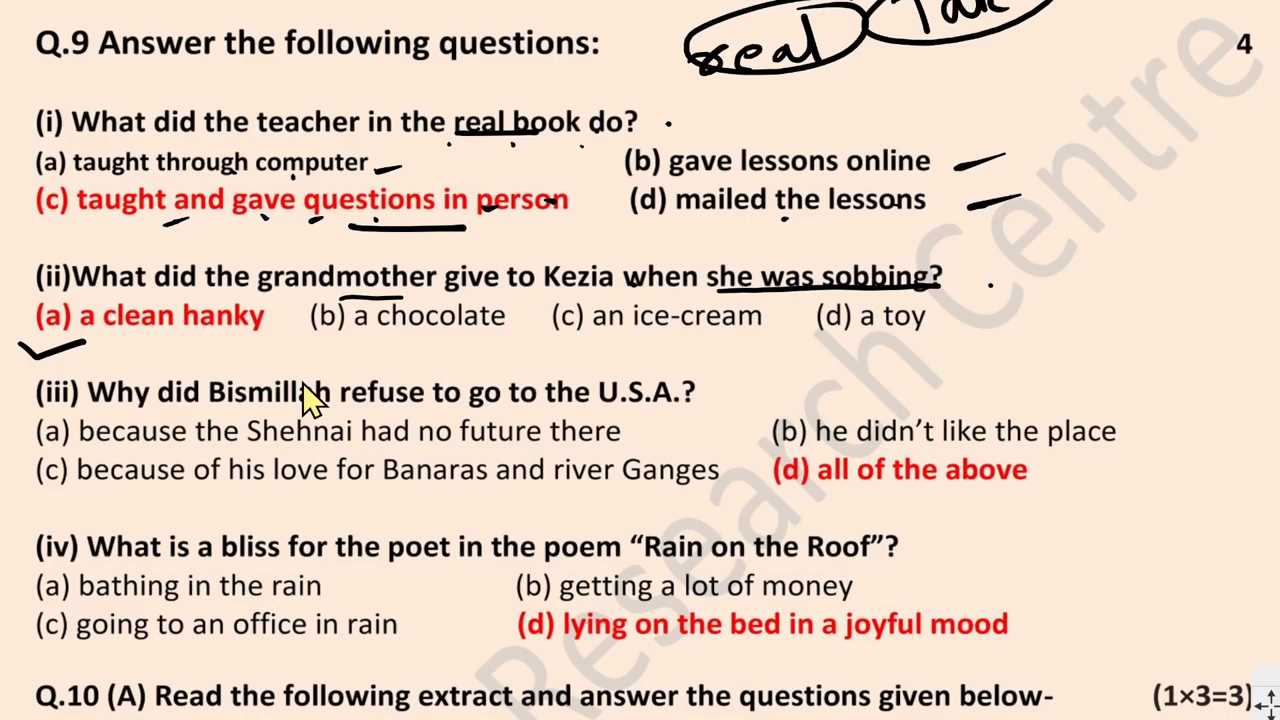 real Talk
Q.9 Answer the following questions: 4
(i) What did the teacher in the real book do?
(a) taught through computer (b) gave lessons online
(c) taught and gave questions in person (d) mailed the lessons
(ii)What did the grandmother give to Kezia when she was sobbing?
(a) a clean hanky (b) a chocolate (c) an ice-cream (d) a toy
(iii) Why did Bismillah refuse to go to the U.S.A.?
(a) because the Shehnai had no future there (b) he didn’t like the place
(c) because of his love for Banaras and river Ganges (d) all of the above
(iv) What is a bliss for the poet in the poem “Rain on the Roof”?
(a) bathing in the rain (b) getting a lot of money
(c) going to an office in rain (d) lying on the bed in a joyful mood
Q.10 (A) Read the following extract and answer the questions given below- (1×3=3)
Research Centre